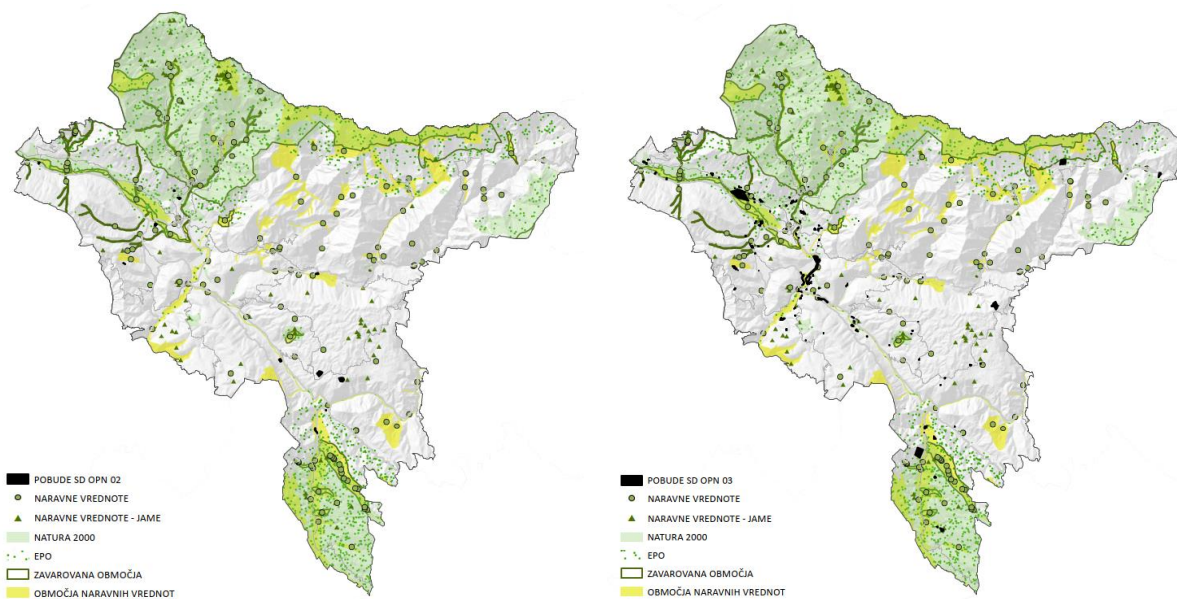 POBUDE SD OPN 02
NARAVNE VREDNOTE
NARAVNE VREDNOTE - JAME
NATURA 2000
EPO
ZAVAROVANA OBMOČJA
OBMOČJA NARAVNIH VREDNOT
POBUDE SD OPN 03
NARAVNE VREDNOTE
NARAVNE VREDNOTE - JAME
NATURA 2000
EPO
ZAVAROVANA OBMOČJA
OBMOČJA NARAVNIH VREDNOT